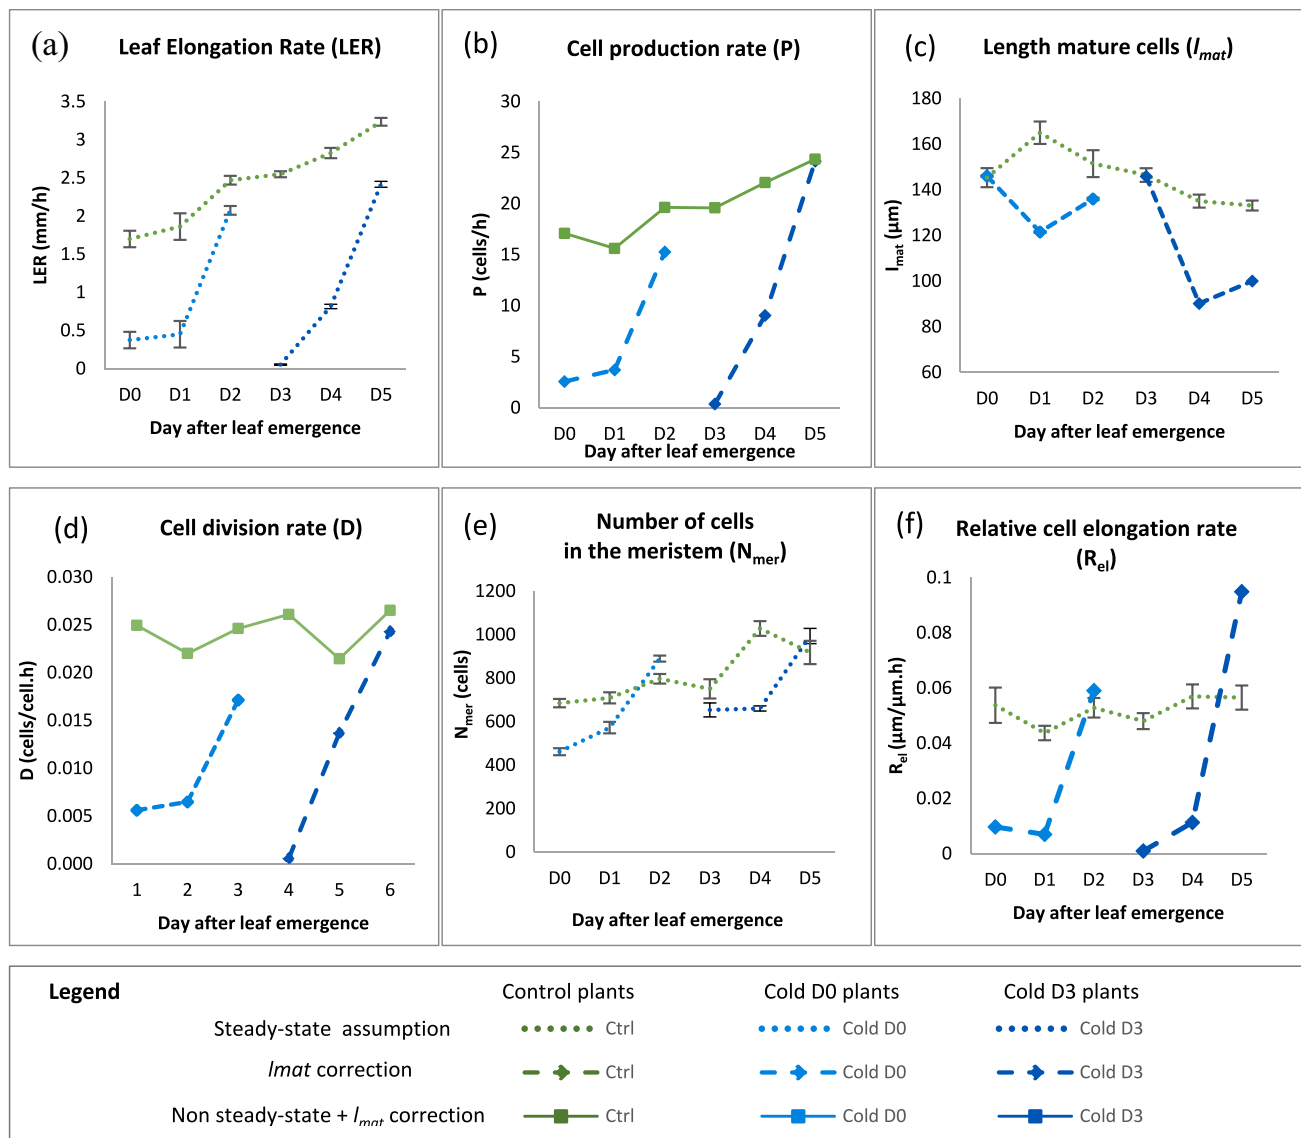 (a) Leaf Elongation Rate (LER)
3.5
3
2.5
2
1.5
1
0.5
0
LER (mm/h)
D0 D1 D2 D3 D4 D5
Day after leaf emergence
(b)
Cell production rate (P)
30
25
20
15
10
5
0
P (cells/h)
D0 D1 D2 D3 D4 D5
Day after leaf emergence
(c)
Length mature cells (lmat)
180
160
140
120
100
80
60
lmat (µm)
D0 D1 D2 D3 D4 D5
Day after leaf emergence
(d) Cell division rate (D)
0.030
0.025
0.020
0.015
0.010
0.005
0.000
D (cells/cell.h)
1 2 3 4 5 6
Day after leaf emergence
(e) Number of cells
in the meristem (Nmer)
1200
1000
800
600
400
200
0
Nmer (cells)
D0 D1 D2 D3 D4 D5
Day after leaf emergence
(f) Relative cell elongation rate
(Rel)
0.1
0.08
0.06
0.04
0.02
0
Rel (µm/µm.h)
D0 D1 D2 D3 D4 D5
Day after leaf emergence
Legend Control plants Cold D0 plants Cold D3 plants
Steady-state assumption Ctrl Cold D0 Cold D3
lmat correction Ctrl Cold D0 Cold D3
Non steady-state + lmat correction Ctrl Cold D0 Cold D3